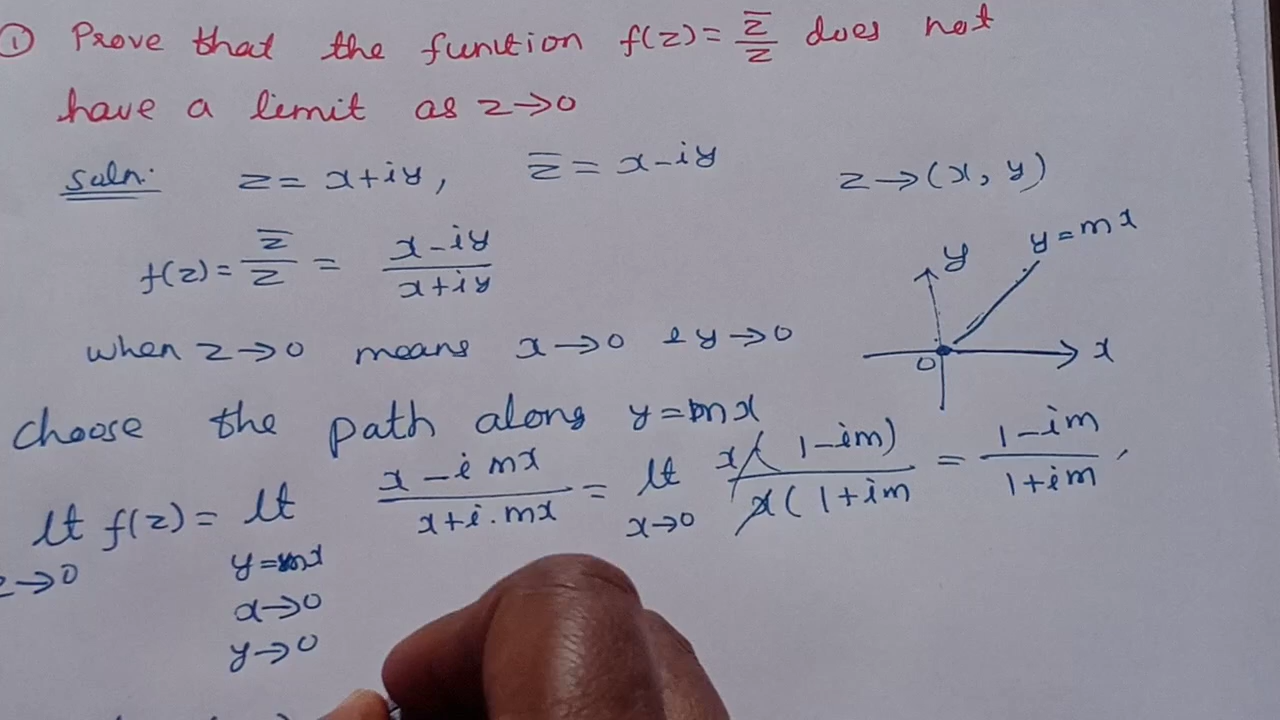 ① Prove that the function f(z) = z̅/z does not
have a limit as z→0
Soln. z = x+iy, z̅ = x-iy z→(x, y)
f(z) = z̅/z = x-iy/x+iy
y y=mx
when z→0 means x→0 & y→0
0 x
choose the path along y=mx
lt f(z) = lt x-i mx/x+i.mx = lt x(1-im)/x(1+im = 1-im/1+im,
z→0 y=mx x→0
x→0
y→0